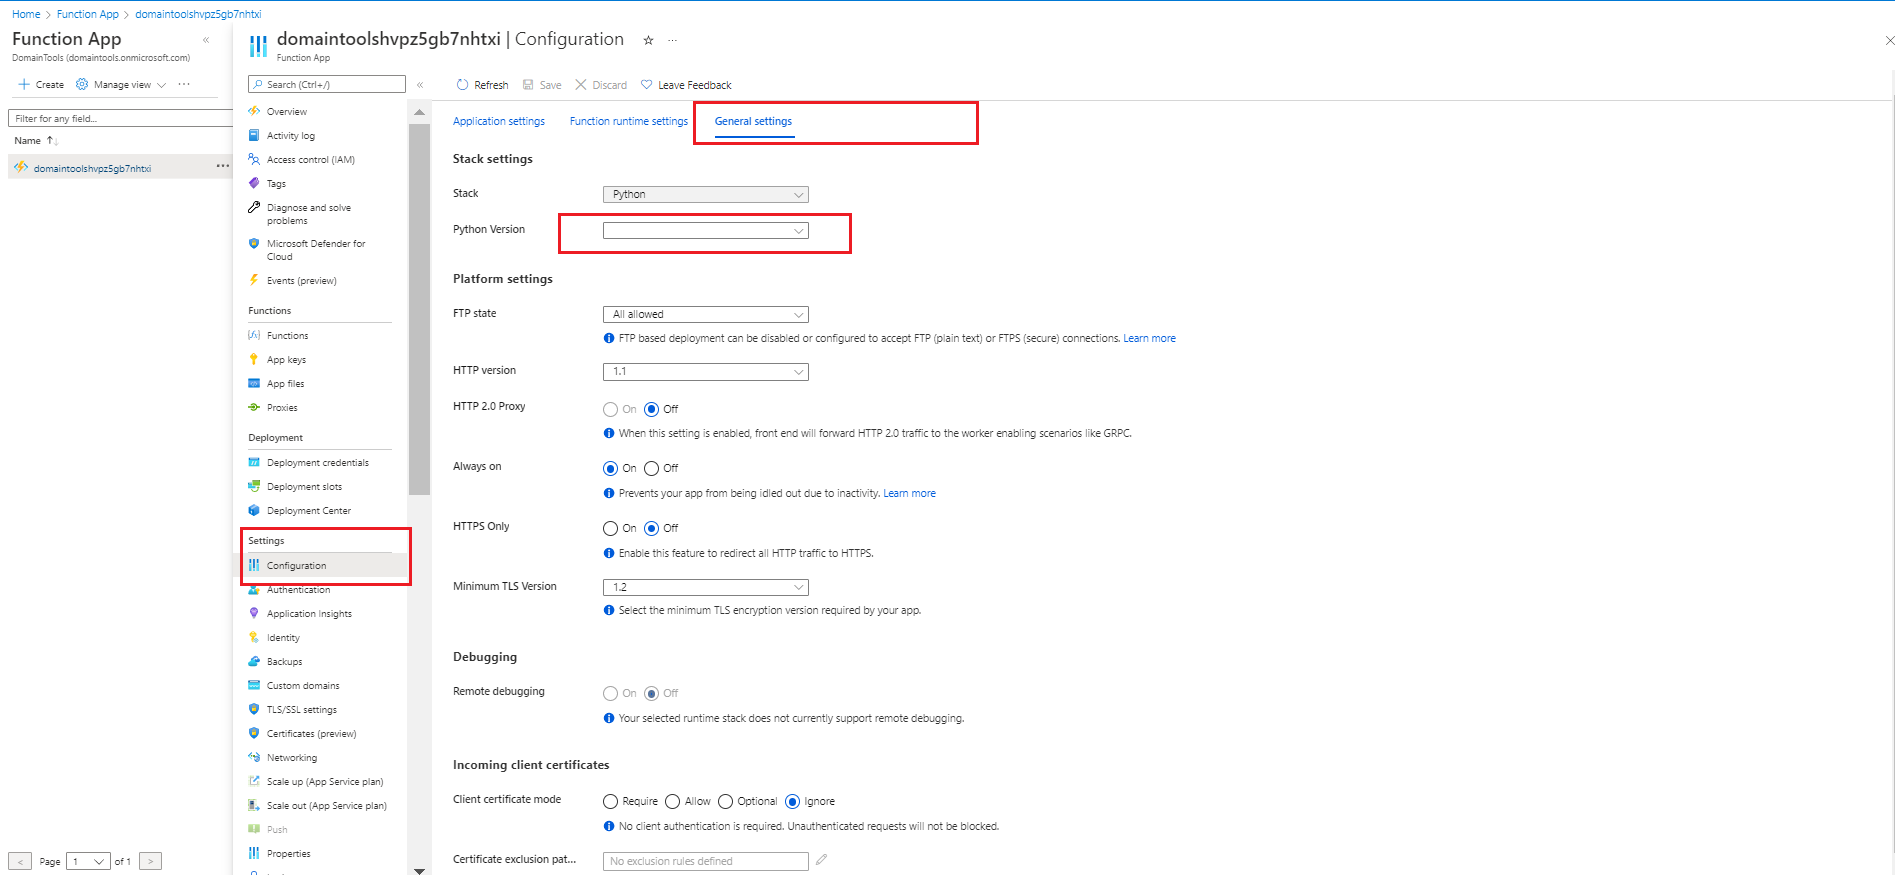 Home > Function App > domaintoolshvpz5gb7nhtxi
Function App
DomainTools (domaintools.onmicrosoft.com)
Create
Manage view
Filter for any field...
Name
domaintoolshvpz5gb7nhtxi
Page 1 of 1
domaintoolshvpz5gb7nhtxi | Configuration
Function App
Search (Ctrl+/)
Overview
Activity log
Access control (IAM)
Tags
Diagnose and solve
problems
Microsoft Defender for
Cloud
Events (preview)
Functions
Functions
App keys
App files
Proxies
Deployment
Deployment credentials
Deployment slots
Deployment Center
Settings
Configuration
Authentication
Application Insights
Identity
Backups
Custom domains
TLS/SSL settings
Certificates (preview)
Networking
Scale up (App Service plan)
Scale out (App Service plan)
Push
Properties
Refresh
Save
Discard
Leave Feedback
Application settings
Function runtime settings
General settings
Stack settings
Stack
Python
Python Version
Platform settings
FTP state
All allowed
FTP based deployment can be disabled or configured to accept FTP (plain text) or FTPS (secure) connections. Learn more
HTTP version
1.1
HTTP 2.0 Proxy
On Off
When this setting is enabled, front end will forward HTTP 2.0 traffic to the worker enabling scenarios like GRPC.
Always on
On Off
Prevents your app from being idled out due to inactivity. Learn more
HTTPS Only
On Off
Enable this feature to redirect all HTTP traffic to HTTPS.
Minimum TLS Version
1.2
Select the minimum TLS encryption version required by your app.
Debugging
Remote debugging
On Off
Your selected runtime stack does not currently support remote debugging.
Incoming client certificates
Client certificate mode
Require Allow Optional Ignore
No client authentication is required. Unauthenticated requests will not be blocked.
Certificate exclusion pat...
No exclusion rules defined